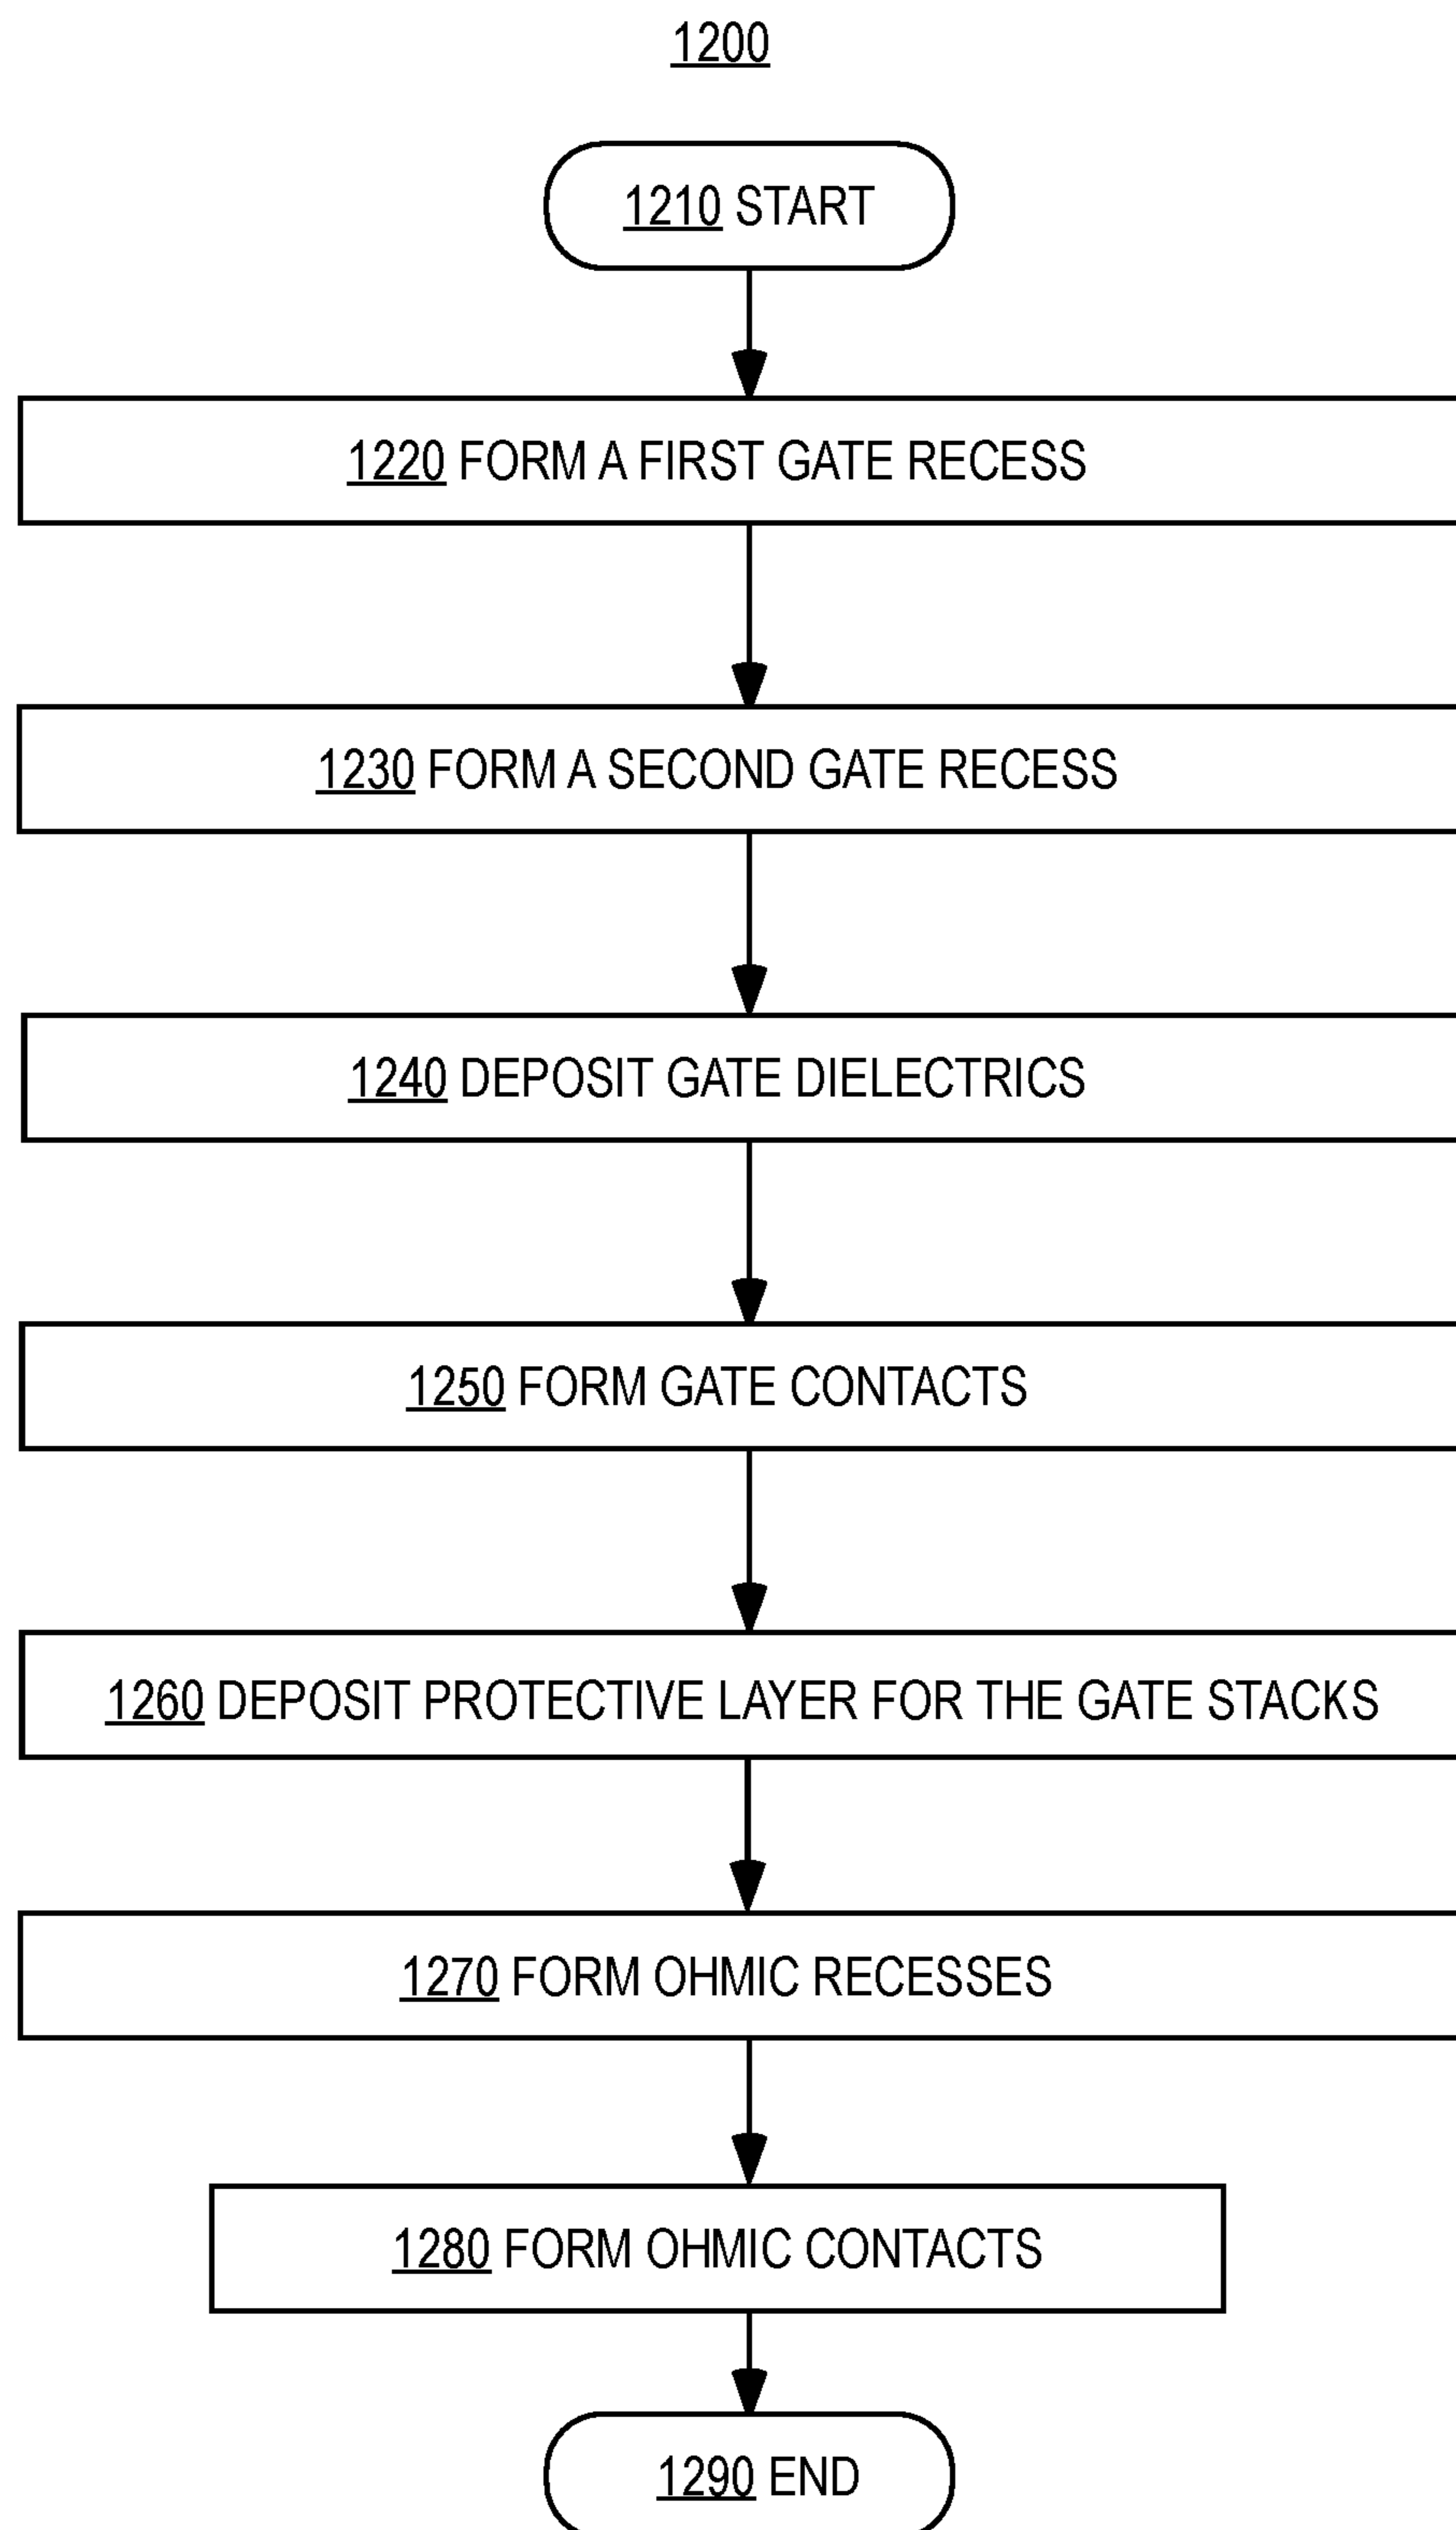 1200
1210 START
1220 FORM A FIRST GATE RECESS
1230 FORM A SECOND GATE RECESS
1240 DEPOSIT GATE DIELECTRICS
1250 FORM GATE CONTACTS
1260 DEPOSIT PROTECTIVE LAYER FOR THE GATE STACKS
1270 FORM OHMIC RECESSES
1280 FORM OHMIC CONTACTS
1290 END